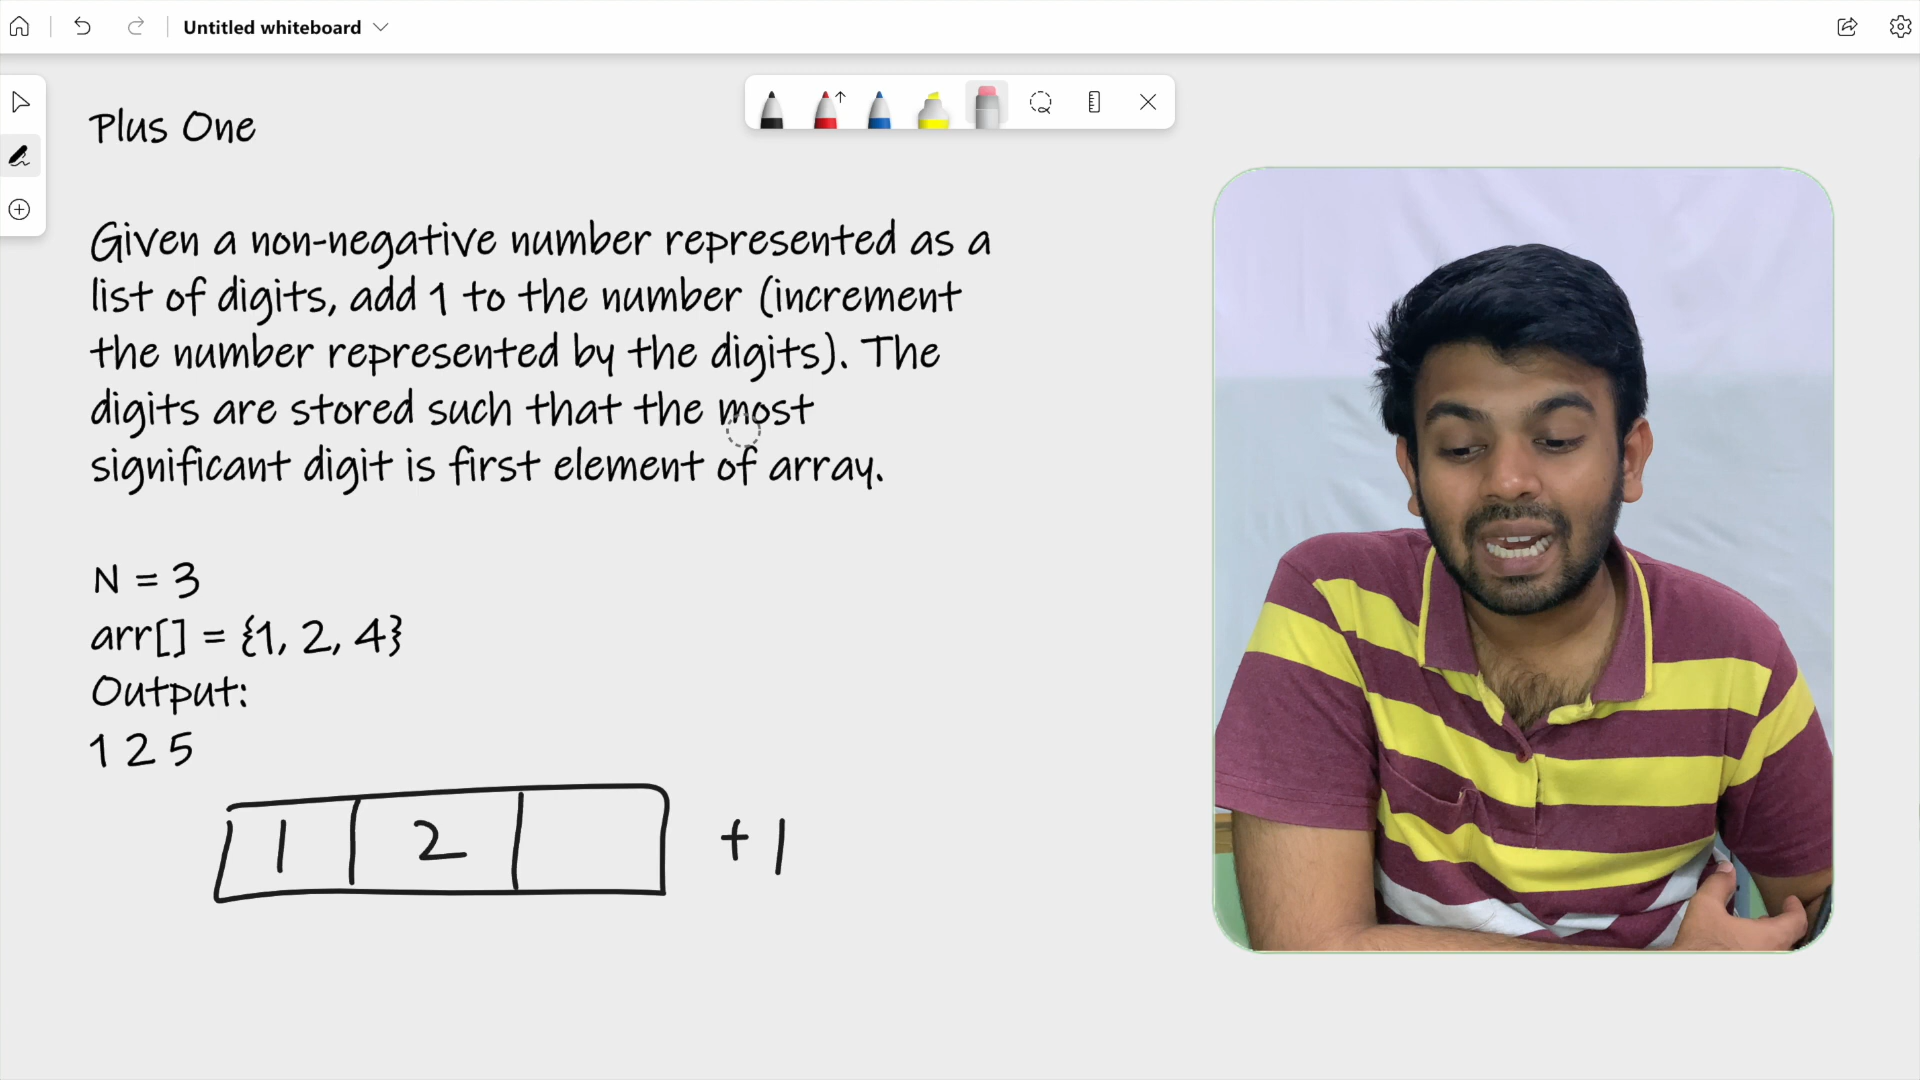 Untitled whiteboard
Plus One
Given a non-negative number represented as a
list of digits, add 1 to the number (increment
the number represented by the digits). The
digits are stored such that the most
significant digit is first element of array.
N = 3
arr[] = {1, 2, 4}
Output:
1 2 5
1 2 + 1